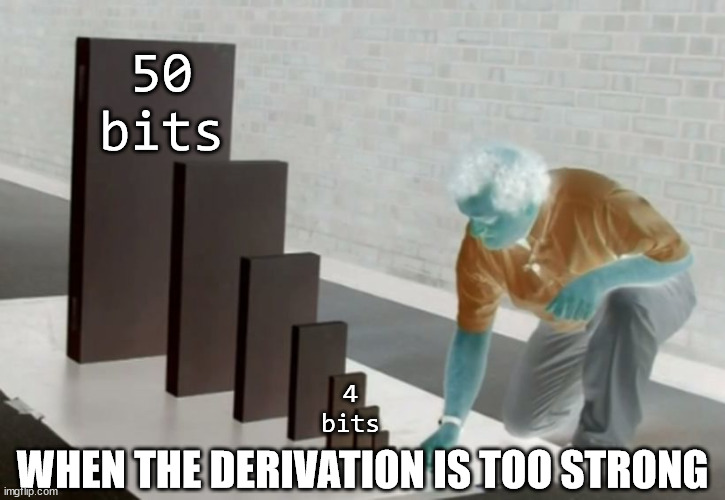 50
bits
4
bits
WHEN THE DERIVATION IS TOO STRONG
imgflip.com